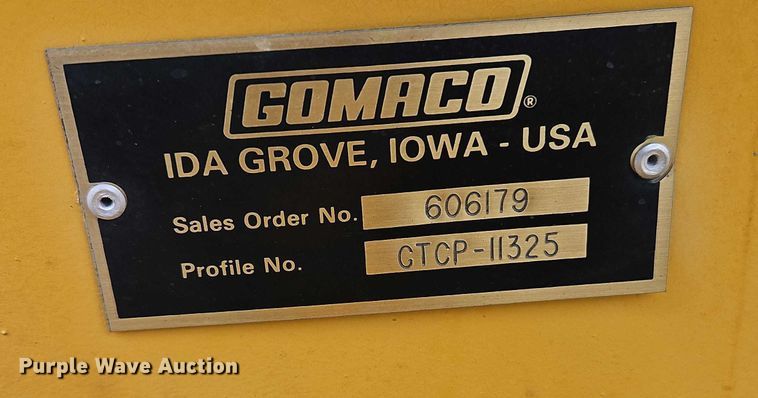 GOMACO®
IDA GROVE, IOWA - USA
Sales Order No. 606179
Profile No. CTCP-11325
Purple Wave Auction